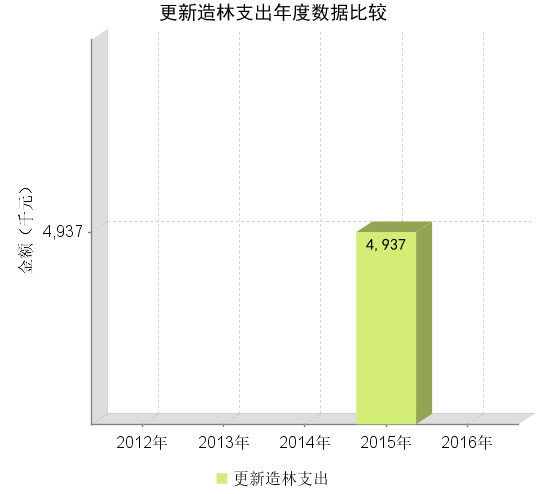 更新造林支出年度数据比较
金额（千元）
4,937
4,937
2012年
2013年
2014年
2015年
2016年
更新造林支出